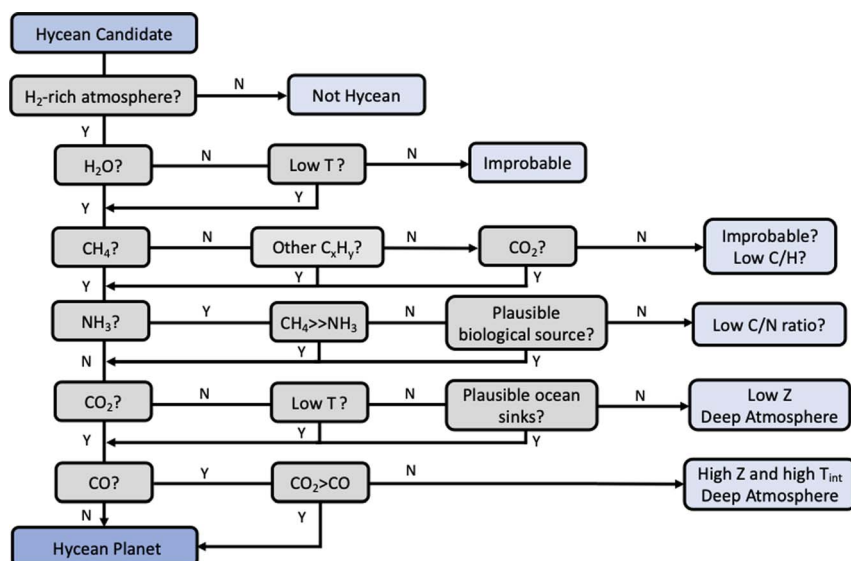 Hycean Candidate
H₂-rich atmosphere?
N
Not Hycean
Y
H₂O?
N
Low T ?
N
Improbable
Y
Y
CH₄?
N
Other CₓHᵧ?
N
CO₂?
N
Improbable?
Low C/H?
Y
Y
Y
NH₃?
Y
CH₄>>NH₃
N
Plausible
biological source?
N
Low C/N ratio?
N
Y
Y
CO₂?
N
Low T ?
N
Plausible ocean
sinks?
N
Low Z
Deep Atmosphere
Y
Y
Y
CO?
Y
CO₂>CO
N
High Z and high Tᵢₙₜ
Deep Atmosphere
N
Y
Hycean Planet